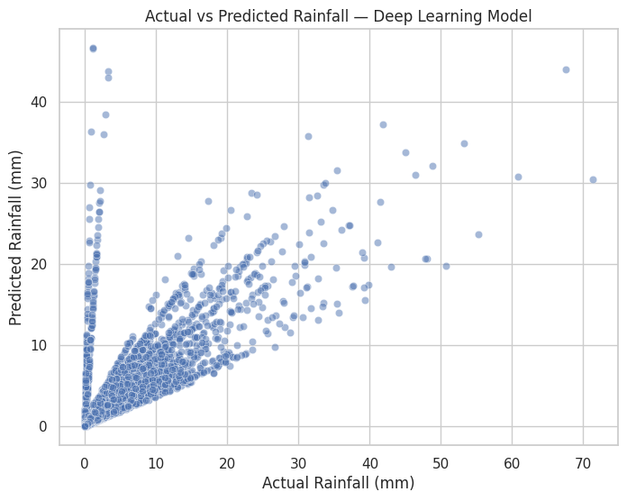 Actual vs Predicted Rainfall — Deep Learning Model
Predicted Rainfall (mm)
40
30
20
10
0
0 10 20 30 40 50 60 70
Actual Rainfall (mm)